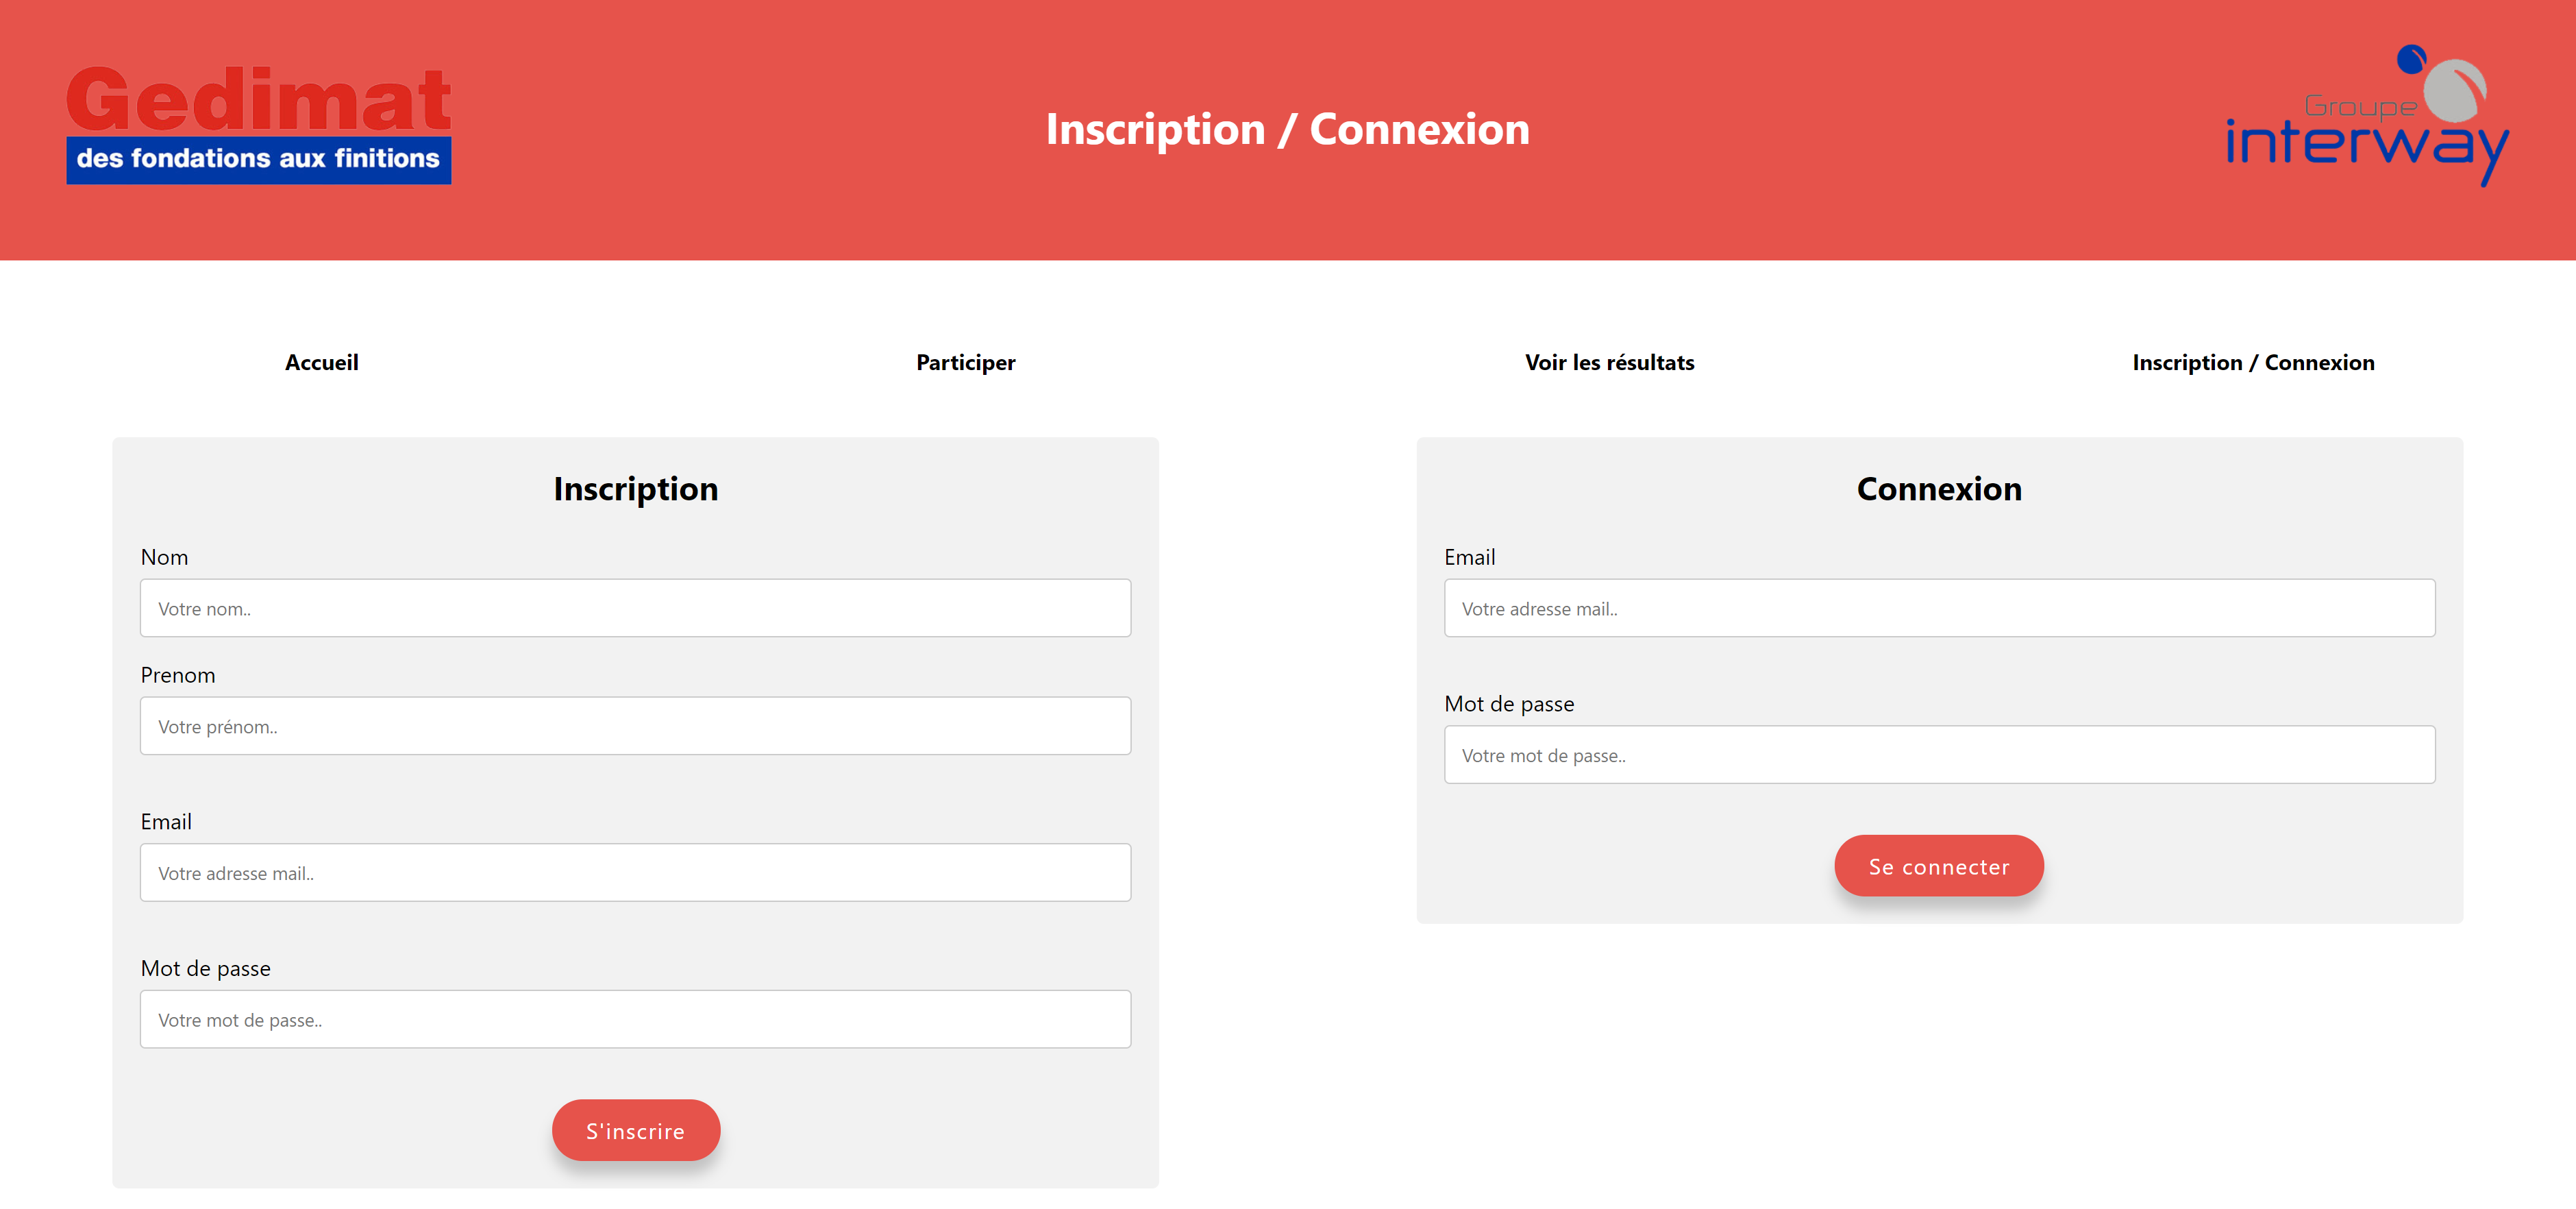 Gedimat
des fondations aux finitions
Inscription / Connexion
Groupe
interway
Accueil
Participer
Voir les résultats
Inscription / Connexion
Inscription
Nom
Votre nom..
Prenom
Votre prénom..
Email
Votre adresse mail..
Mot de passe
Votre mot de passe..
S'inscrire
Connexion
Email
Votre adresse mail..
Mot de passe
Votre mot de passe..
Se connecter